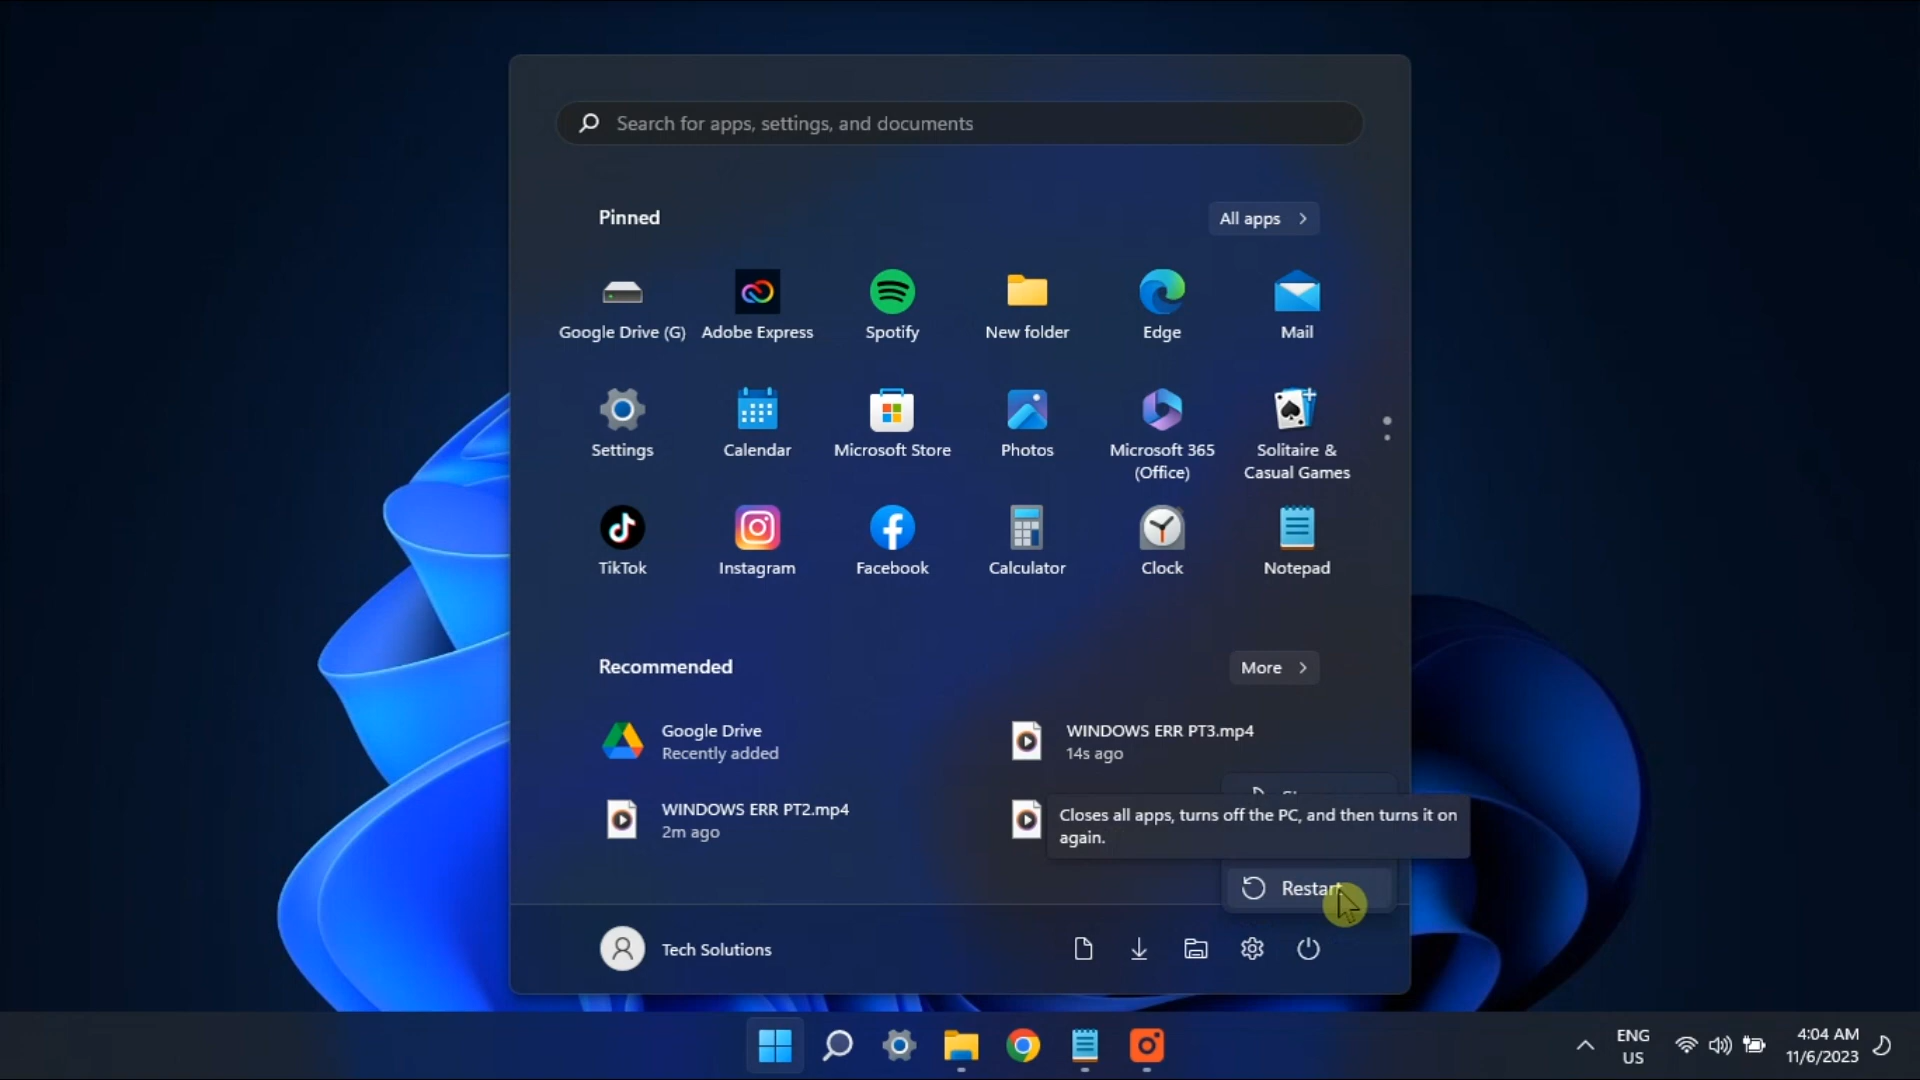 Search for apps, settings, and documents
Pinned
All apps
Google Drive (G)
Adobe Express
Spotify
New folder
Edge
Mail
Settings
Calendar
Microsoft Store
Photos
Microsoft 365
(Office)
Solitaire &
Casual Games
TikTok
Instagram
Facebook
Calculator
Clock
Notepad
Recommended
More
Google Drive
Recently added
WINDOWS ERR PT3.mp4
14s ago
WINDOWS ERR PT2.mp4
2m ago
Closes all apps, turns off the PC, and then turns it on
again.
Restart
Tech Solutions
ENG
US
4:04 AM
11/6/2023